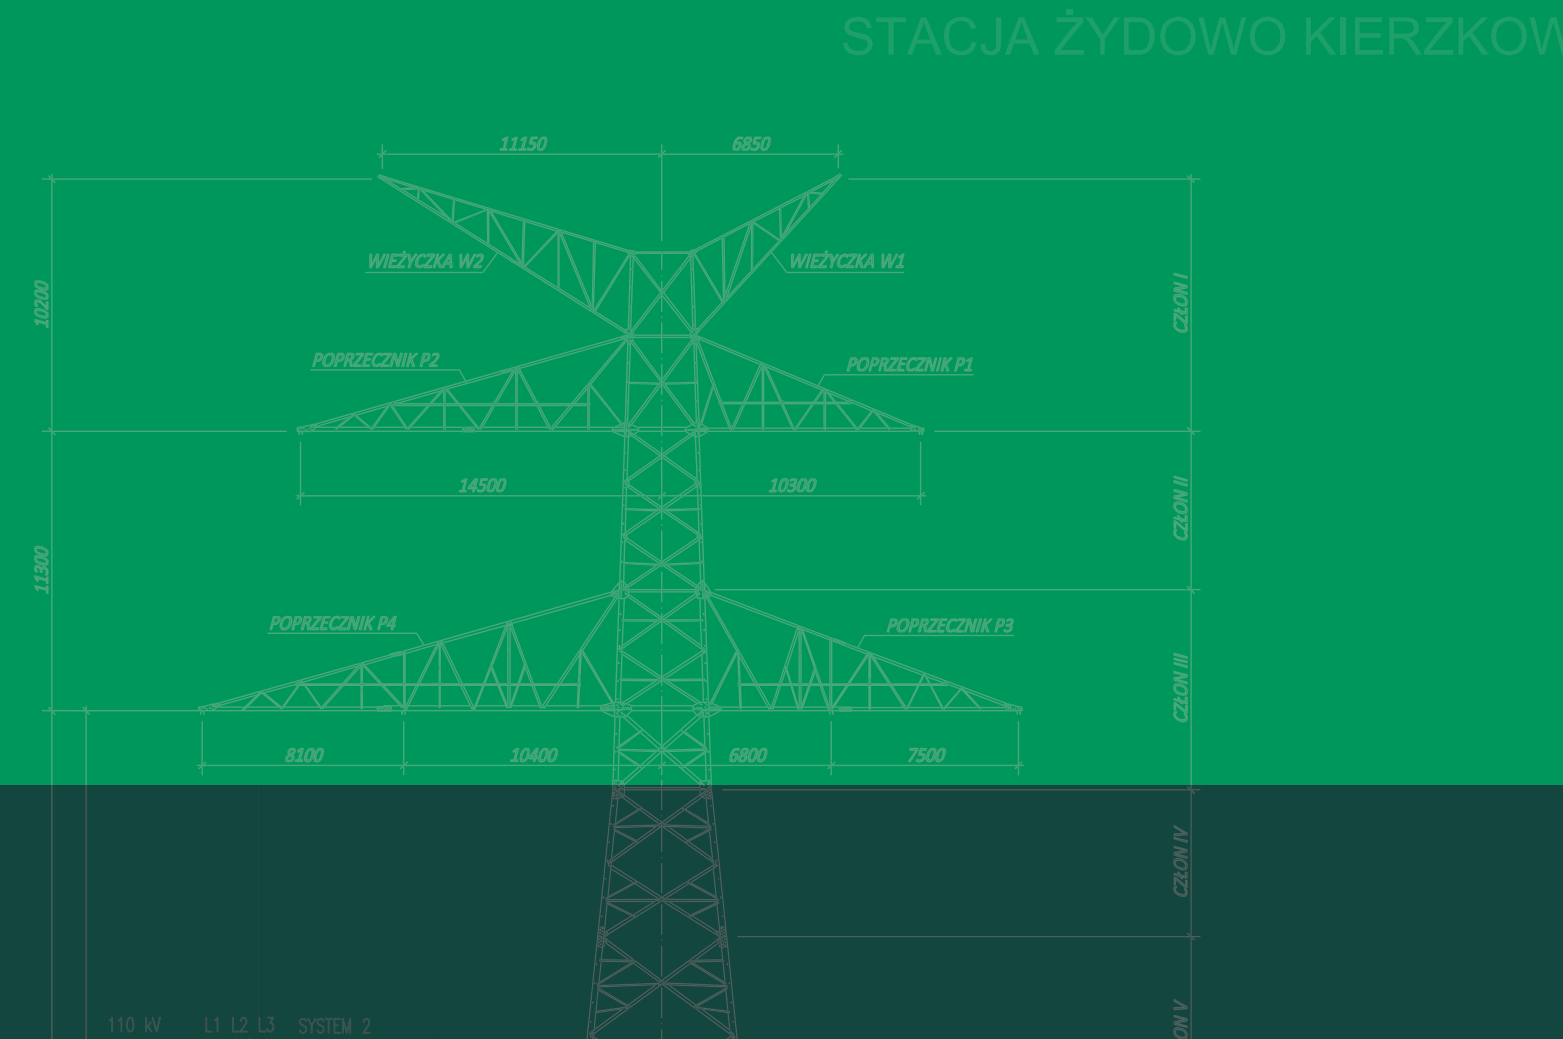 STACJA ŻYDOWO KIERZKOW
11150 6850
WIEŻYCZKA W2 WIEŻYCZKA W1
10200
CZŁON I
POPRZECZNIK P2 POPRZECZNIK P1
14500 10300
CZŁON II
11300
POPRZECZNIK P4 POPRZECZNIK P3
CZŁON III
8100 10400 6800 7500
CZŁON IV
ON V
110 kV L1 L2 L3 SYSTEM 2